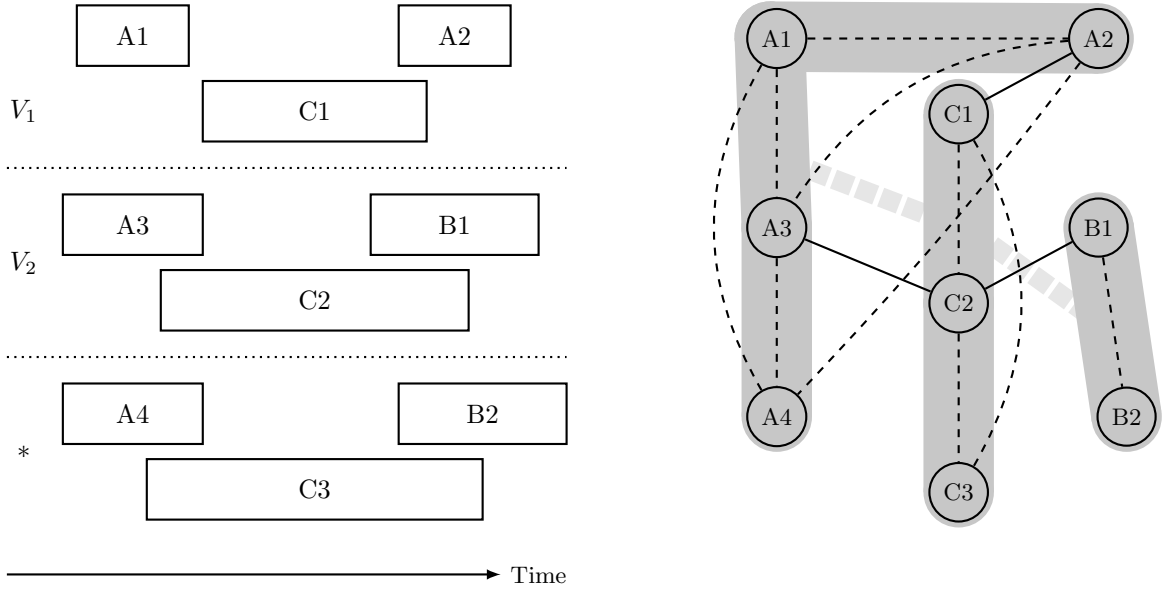 A1 A2
V1 C1
A3 B1
V2 C2
A4 B2
* C3
Time
A1 A2
C1
A3 B1
C2
A4 B2
C3